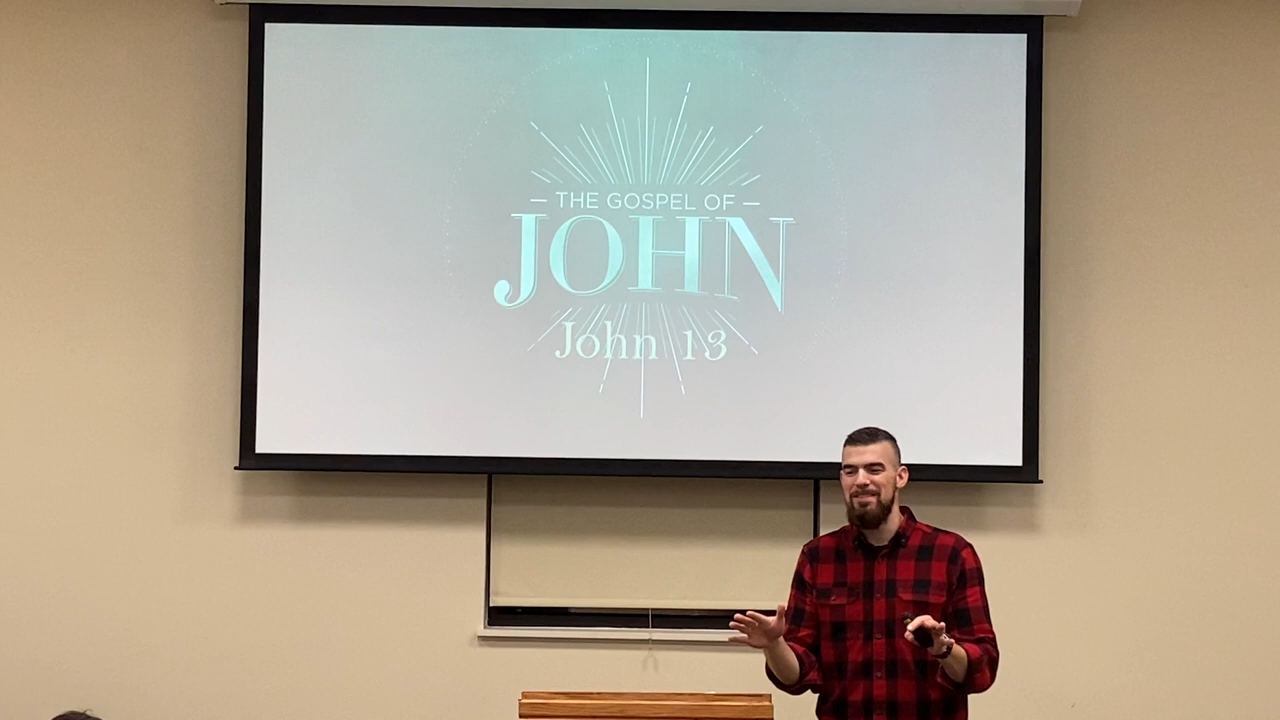 — THE GOSPEL OF —
JOHN
John 13